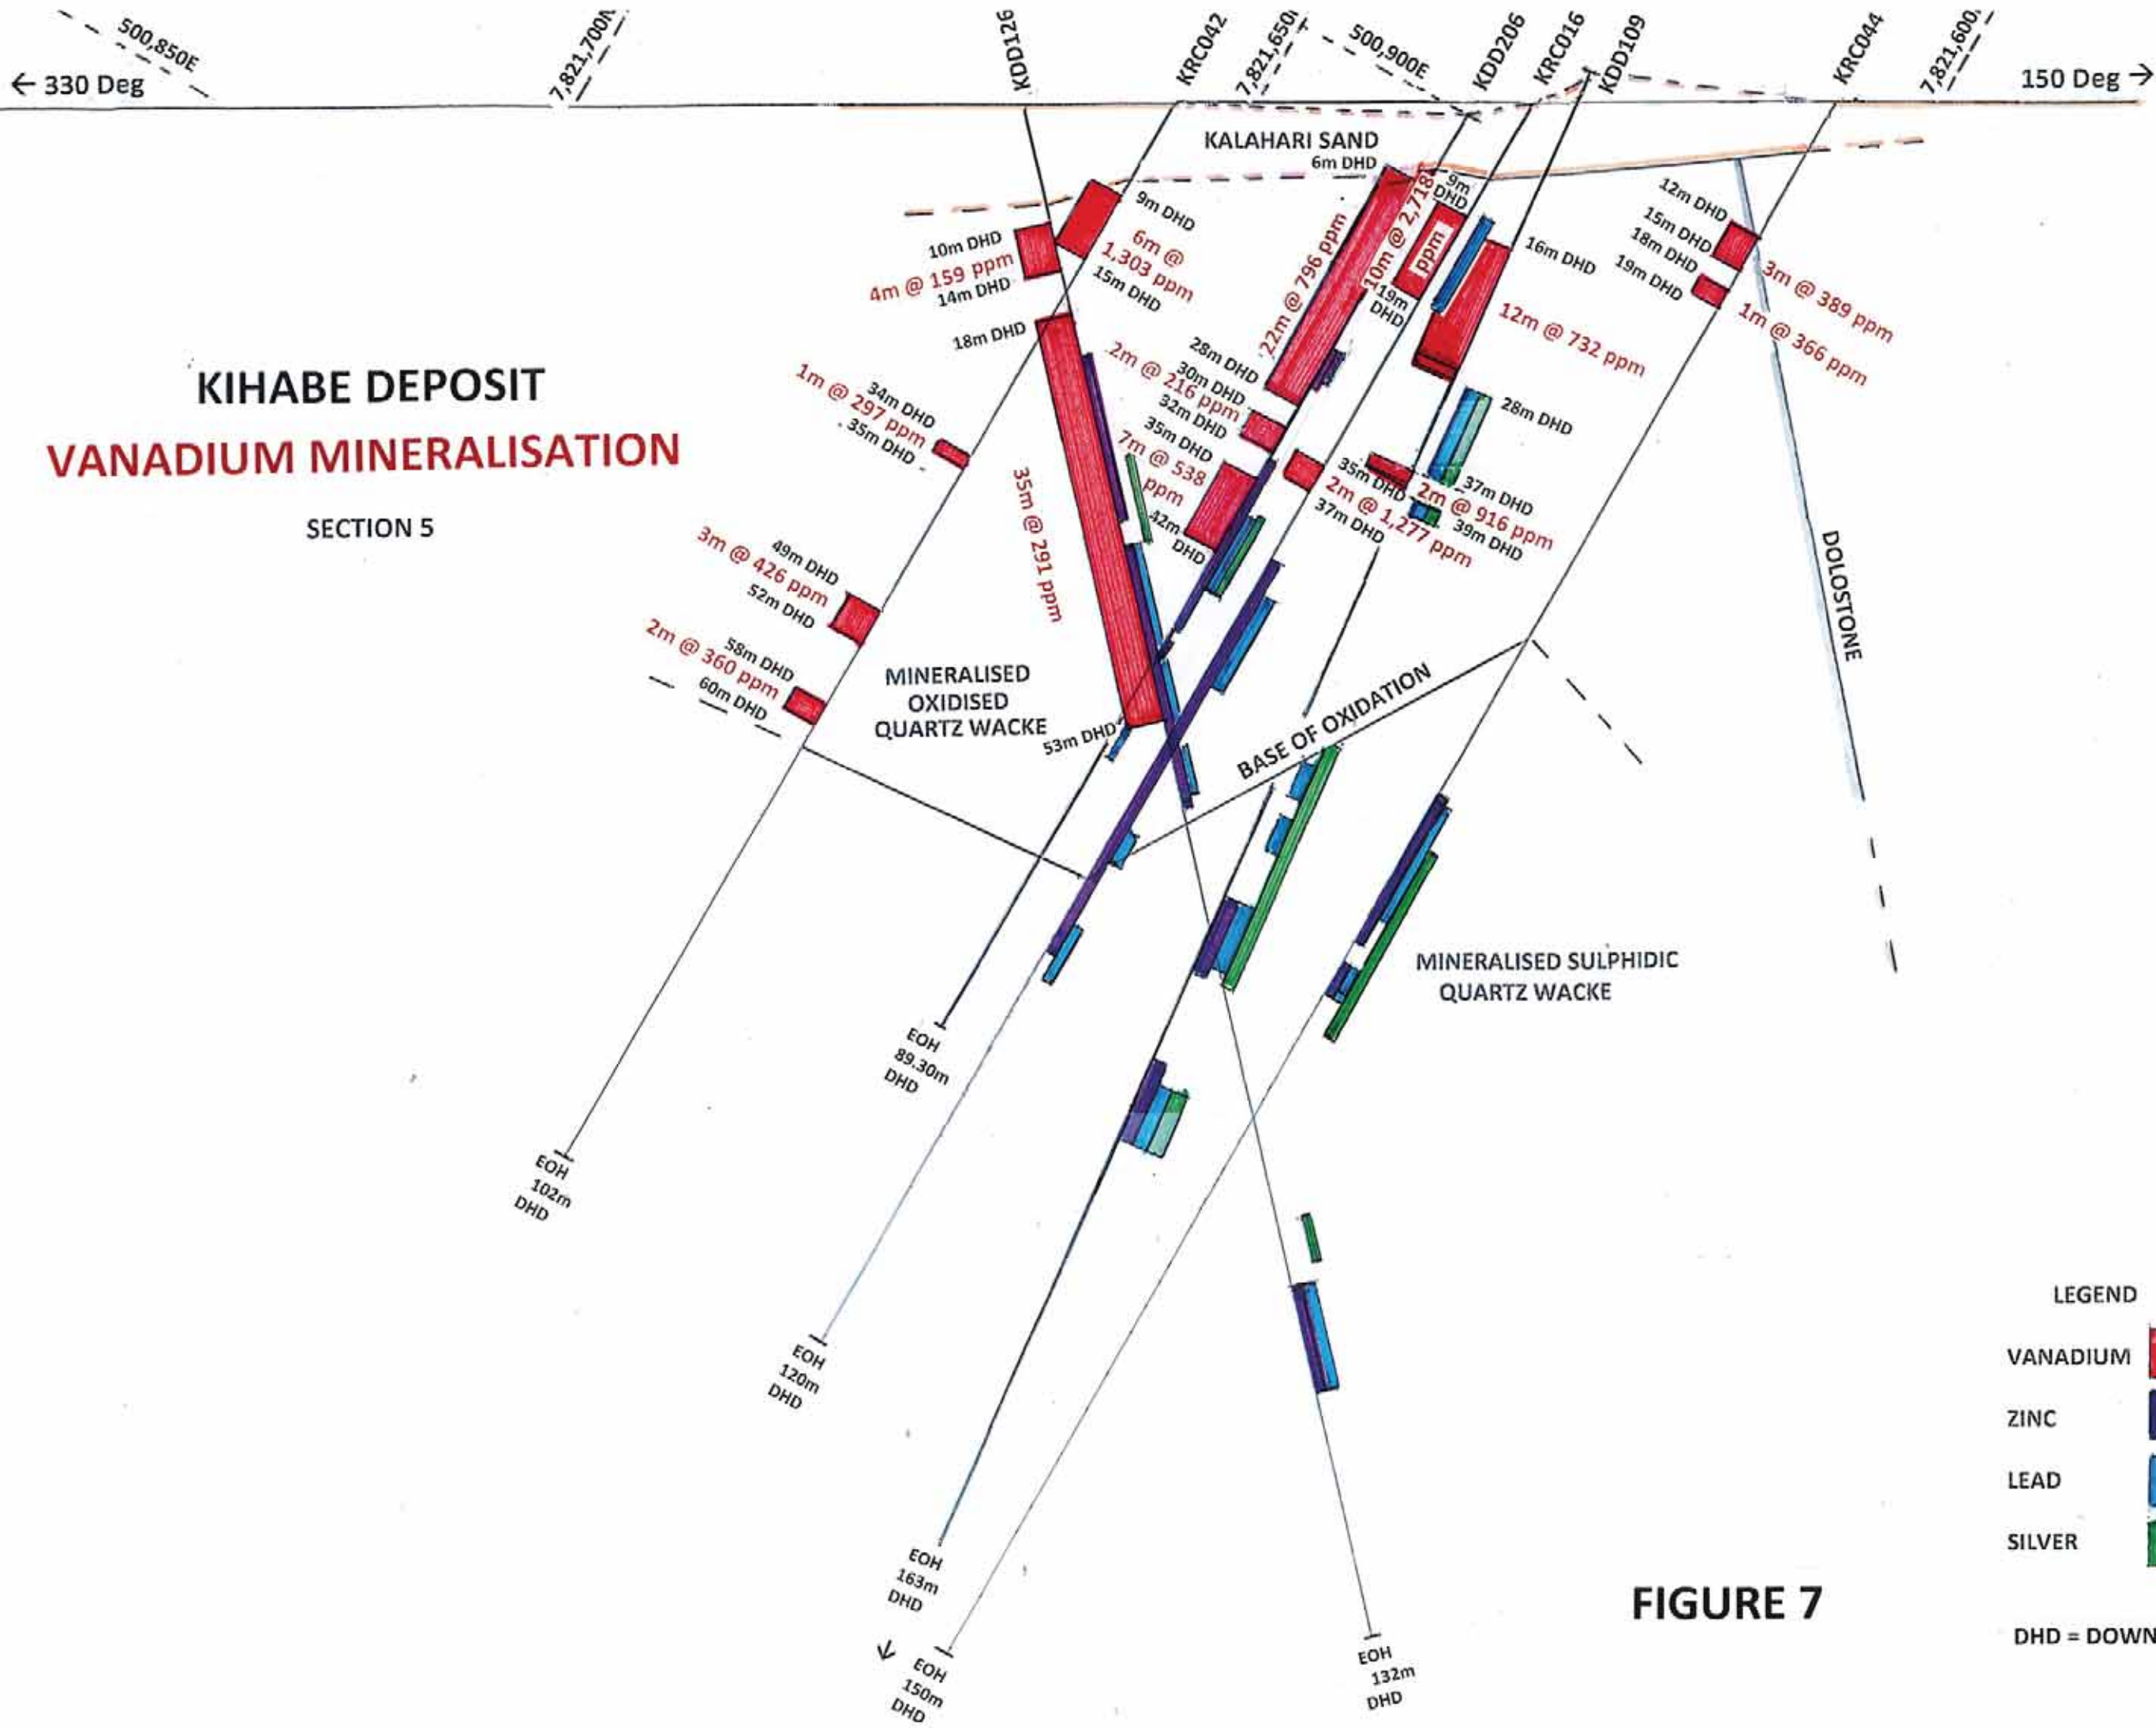 500,850E
7,821,700N
KDD126
KRC042
7,821,650
500,900E
KDD206
KRC016
KDD109
KRC044
7,821,600
← 330 Deg
150 Deg →
KALAHARI SAND
6m DHD
9m DHD
6m @
1,303 ppm
15m DHD
10m DHD
4m @ 159 ppm
14m DHD
18m DHD
35m @ 291 ppm
53m DHD
22m @ 796 ppm
28m DHD
30m DHD
2m @ 216 ppm
32m DHD
35m DHD
7m @ 538
ppm
42m
DHD
9m
DHD
10m @ 2,718
ppm
19m
DHD
35m DHD
2m @ 1,277 ppm
37m DHD
16m DHD
12m @ 732 ppm
28m DHD
37m DHD
2m @ 916 ppm
39m DHD
12m DHD
15m DHD
18m DHD
19m DHD
3m @ 389 ppm
1m @ 366 ppm
KIHABE DEPOSIT
VANADIUM MINERALISATION
SECTION 5
34m DHD
1m @ 297 ppm
35m DHD
49m DHD
3m @ 426 ppm
52m DHD
58m DHD
2m @ 360 ppm
60m DHD
MINERALISED
OXIDISED
QUARTZ WACKE
BASE OF OXIDATION
DOLOSTONE
MINERALISED SULPHIDIC
QUARTZ WACKE
EOH
89.30m
DHD
EOH
102m
DHD
EOH
120m
DHD
EOH
163m
DHD
EOH
150m
DHD
EOH
132m
DHD
LEGEND
VANADIUM
ZINC
LEAD
SILVER
FIGURE 7
DHD = DOWN